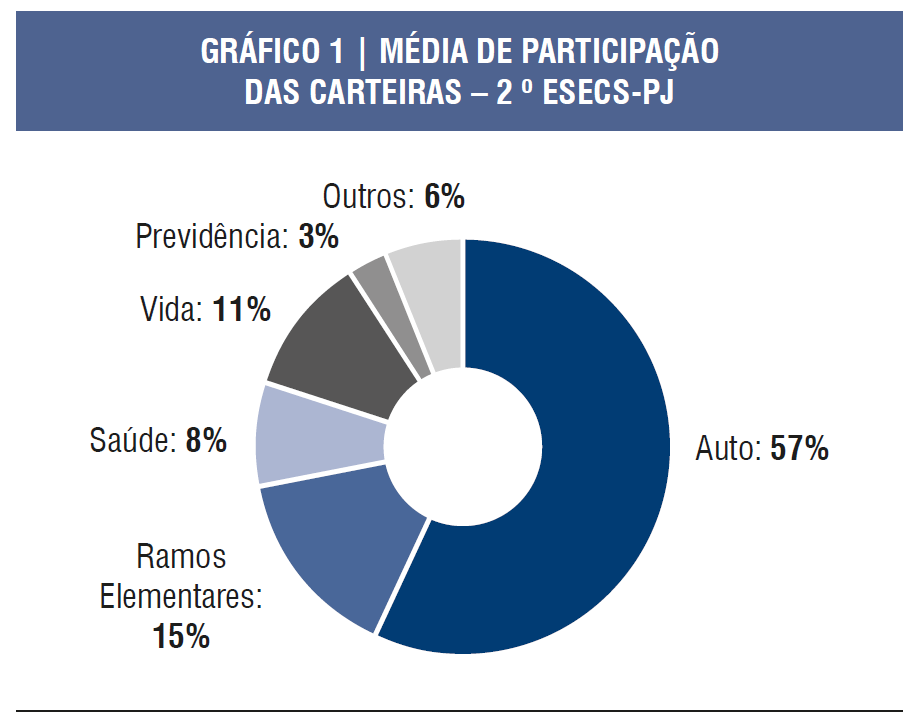 GRÁFICO 1 | MÉDIA DE PARTICIPAÇÃO
DAS CARTEIRAS – 2 º ESECS-PJ
Outros: 6%
Previdência: 3%
Vida: 11%
Saúde: 8%
Auto: 57%
Ramos
Elementares:
15%